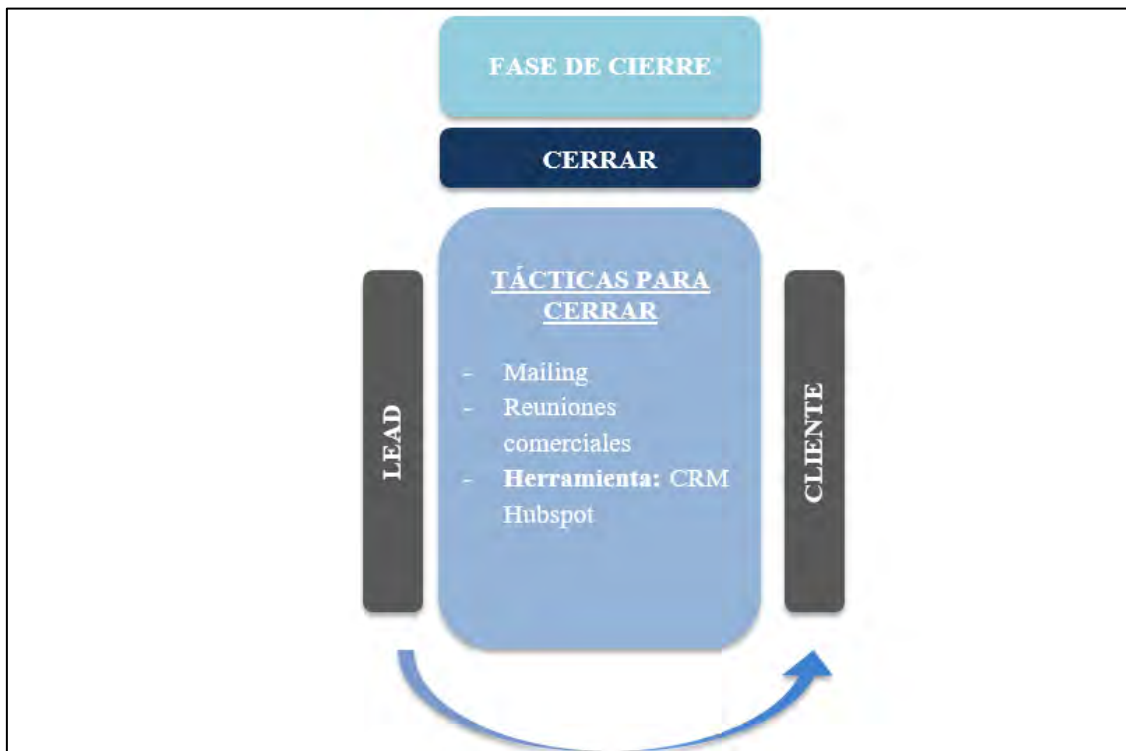 FASE DE CIERRE
CERRAR
LEAD
TÁCTICAS PARA
CERRAR
- Mailing
- Reuniones
comerciales
- Herramienta: CRM
Hubspot
CLIENTE